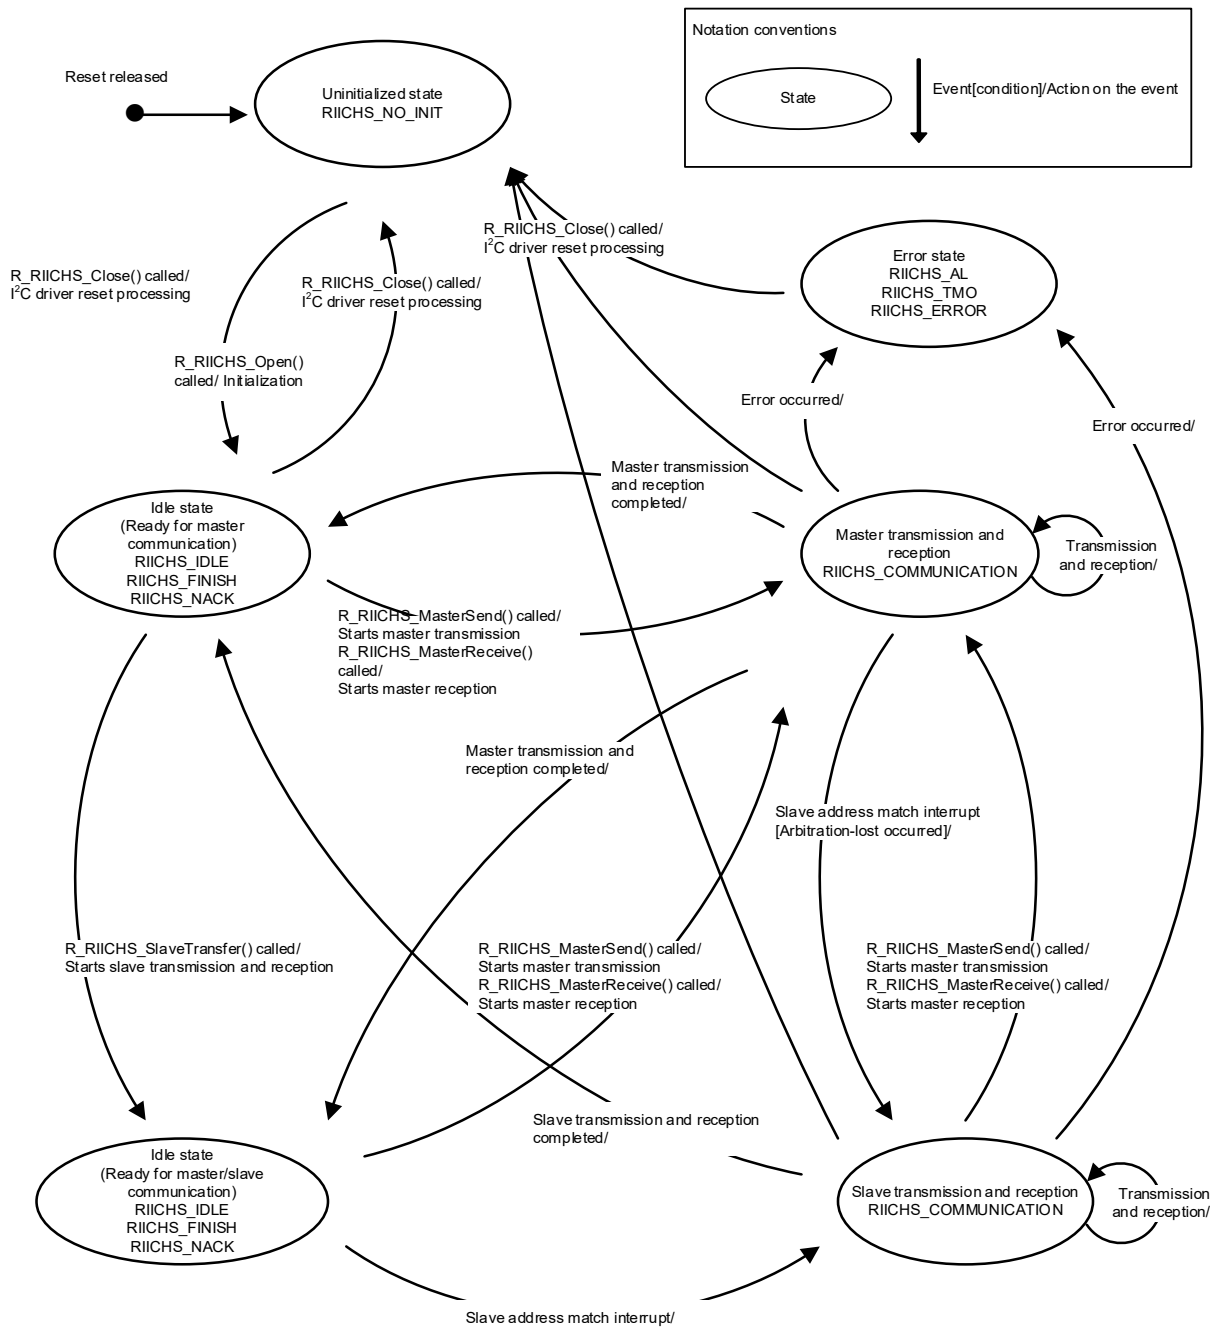 Notation conventions
State
Event[condition]/Action on the event
Reset released
Uninitialized state
RIICHS_NO_INIT
R_RIICHS_Close() called/
I²C driver reset processing
R_RIICHS_Close() called/
I²C driver reset processing
R_RIICHS_Close() called/
I²C driver reset processing
Error state
RIICHS_AL
RIICHS_TMO
RIICHS_ERROR
R_RIICHS_Open()
called/ Initialization
Error occurred/
Error occurred/
Master transmission
and reception
completed/
Idle state
(Ready for master
communication)
RIICHS_IDLE
RIICHS_FINISH
RIICHS_NACK
Master transmission and
reception
RIICHS_COMMUNICATION
Transmission
and reception/
R_RIICHS_MasterSend() called/
Starts master transmission
R_RIICHS_MasterReceive()
called/
Starts master reception
Master transmission and
reception completed/
Slave address match interrupt
[Arbitration-lost occurred]/
R_RIICHS_SlaveTransfer() called/
Starts slave transmission and reception
R_RIICHS_MasterSend() called/
Starts master transmission
R_RIICHS_MasterReceive() called/
Starts master reception
R_RIICHS_MasterSend() called/
Starts master transmission
R_RIICHS_MasterReceive() called/
Starts master reception
Slave transmission and reception
completed/
Idle state
(Ready for master/slave
communication)
RIICHS_IDLE
RIICHS_FINISH
RIICHS_NACK
Slave transmission and reception
RIICHS_COMMUNICATION
Transmission
and reception/
Slave address match interrupt/